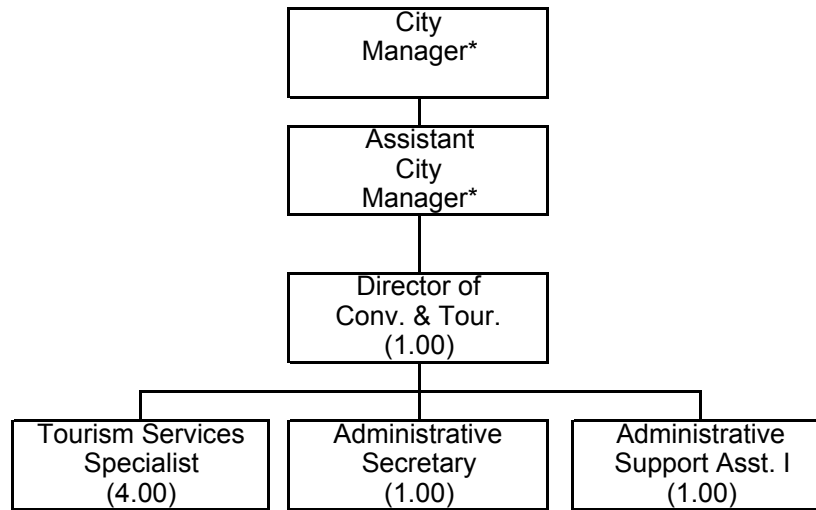 City
Manager*
Assistant
City
Manager*
Director of
Conv. & Tour.
(1.00)
Tourism Services
Specialist
(4.00)
Administrative
Secretary
(1.00)
Administrative
Support Asst. I
(1.00)